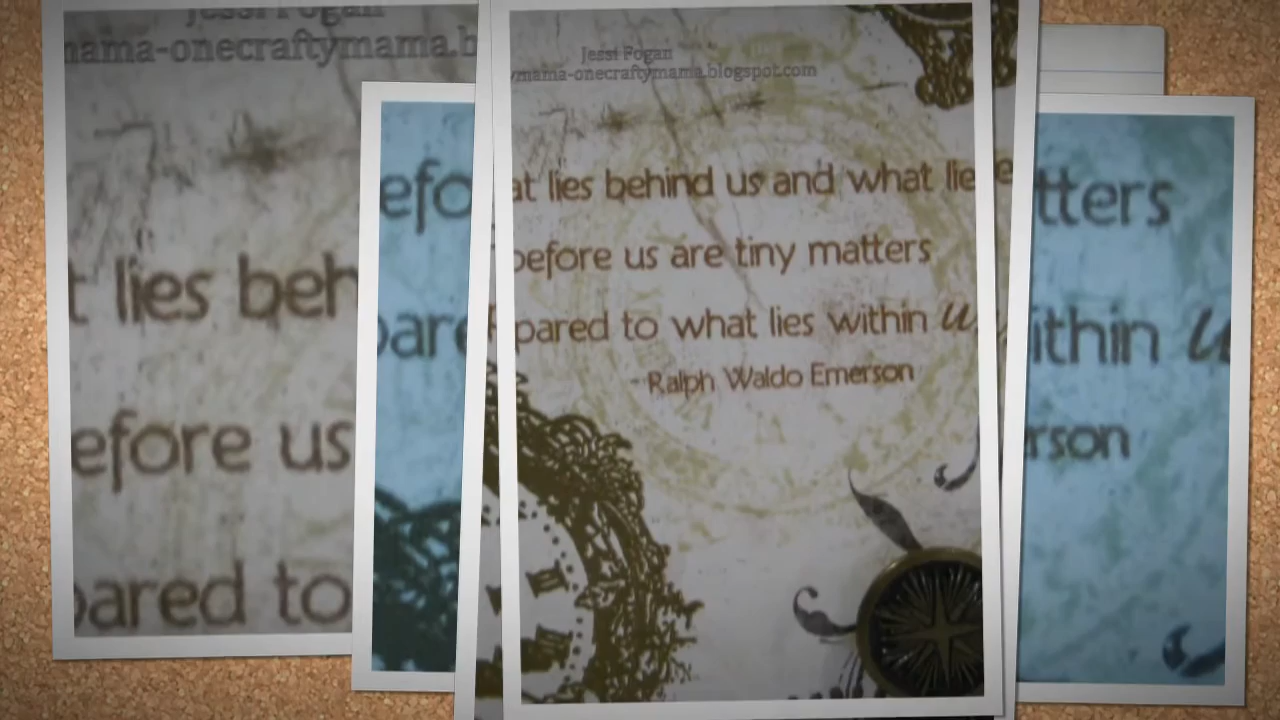 Jessi Fogan
mama-onecraftymama.b
t lies beh
efore us
pared to
efo
pare
Jessi Fogan
mama-onecraftymama.blogspot.com
at lies behind us and what lie
before us are tiny matters
pared to what lies within u
- Ralph Waldo Emerson
e
tters
ithin u
rson